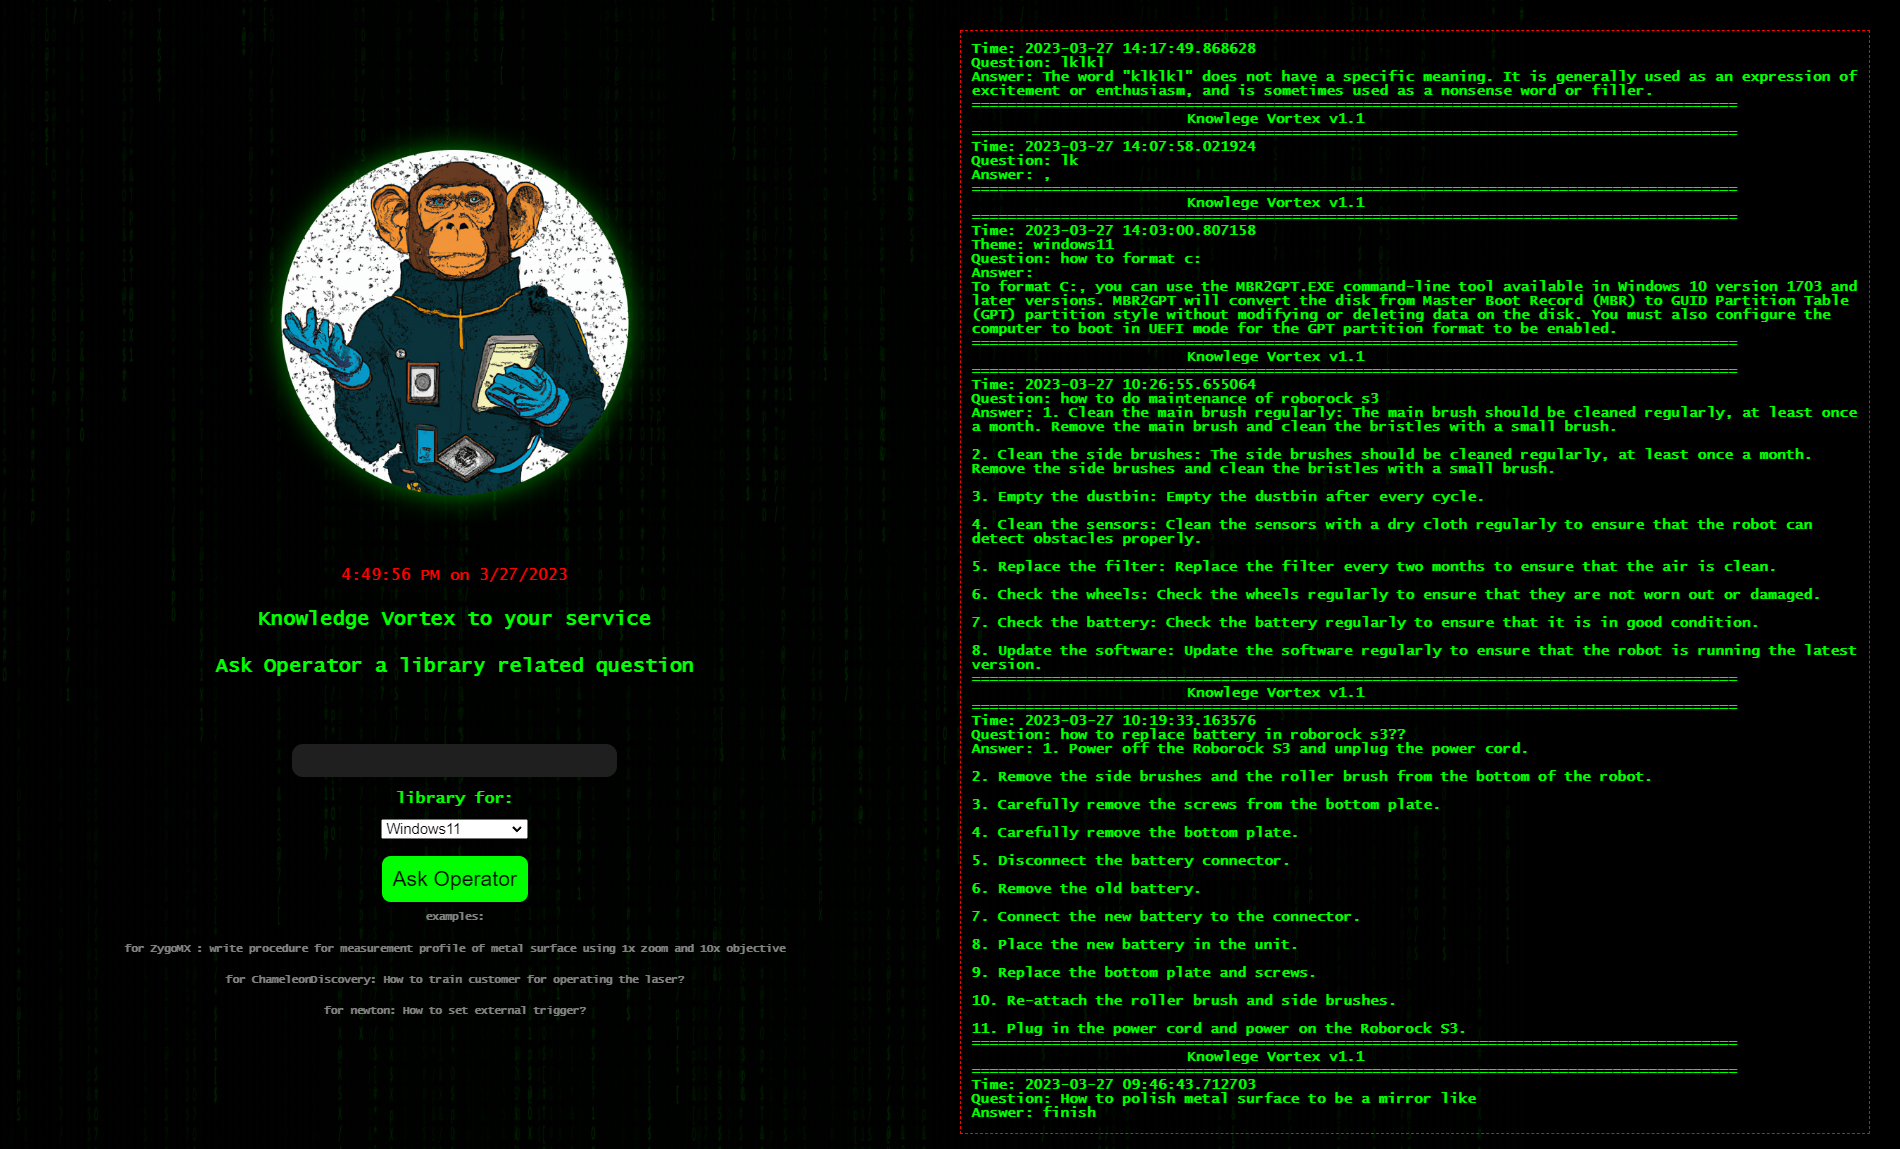 4:49:56 PM on 3/27/2023
Knowledge Vortex to your service
Ask Operator a library related question
library for:
Windows11
Ask Operator
examples:
for ZygoMX : write procedure for measurement profile of metal surface using 1x zoom and 10x objective
for ChameleonDiscovery: How to train customer for operating the laser?
for newton: How to set external trigger?
Time: 2023-03-27 14:17:49.868628
Question: lklkl
Answer: The word "klklkl" does not have a specific meaning. It is generally used as an expression of
excitement or enthusiasm, and is sometimes used as a nonsense word or filler.
======================================================================================
Knowlege Vortex v1.1
======================================================================================
Time: 2023-03-27 14:07:58.021924
Question: lk
Answer: ,
======================================================================================
Knowlege Vortex v1.1
======================================================================================
Time: 2023-03-27 14:03:00.807158
Theme: windows11
Question: how to format c:
Answer:
To format C:, you can use the MBR2GPT.EXE command-line tool available in Windows 10 version 1703 and
later versions. MBR2GPT will convert the disk from Master Boot Record (MBR) to GUID Partition Table
(GPT) partition style without modifying or deleting data on the disk. You must also configure the
computer to boot in UEFI mode for the GPT partition format to be enabled.
======================================================================================
Knowlege Vortex v1.1
======================================================================================
Time: 2023-03-27 10:26:55.655064
Question: how to do maintenance of roborock s3
Answer: 1. Clean the main brush regularly: The main brush should be cleaned regularly, at least once
a month. Remove the main brush and clean the bristles with a small brush.
2. Clean the side brushes: The side brushes should be cleaned regularly, at least once a month.
Remove the side brushes and clean the bristles with a small brush.
3. Empty the dustbin: Empty the dustbin after every cycle.
4. Clean the sensors: Clean the sensors with a dry cloth regularly to ensure that the robot can
detect obstacles properly.
5. Replace the filter: Replace the filter every two months to ensure that the air is clean.
6. Check the wheels: Check the wheels regularly to ensure that they are not worn out or damaged.
7. Check the battery: Check the battery regularly to ensure that it is in good condition.
8. Update the software: Update the software regularly to ensure that the robot is running the latest
version.
======================================================================================
Knowlege Vortex v1.1
======================================================================================
Time: 2023-03-27 10:19:33.163576
Question: how to replace battery in roborock s3??
Answer: 1. Power off the Roborock S3 and unplug the power cord.
2. Remove the side brushes and the roller brush from the bottom of the robot.
3. Carefully remove the screws from the bottom plate.
4. Carefully remove the bottom plate.
5. Disconnect the battery connector.
6. Remove the old battery.
7. Connect the new battery to the connector.
8. Place the new battery in the unit.
9. Replace the bottom plate and screws.
10. Re-attach the roller brush and side brushes.
11. Plug in the power cord and power on the Roborock S3.
======================================================================================
Knowlege Vortex v1.1
======================================================================================
Time: 2023-03-27 09:46:43.712703
Question: How to polish metal surface to be a mirror like
Answer: finish